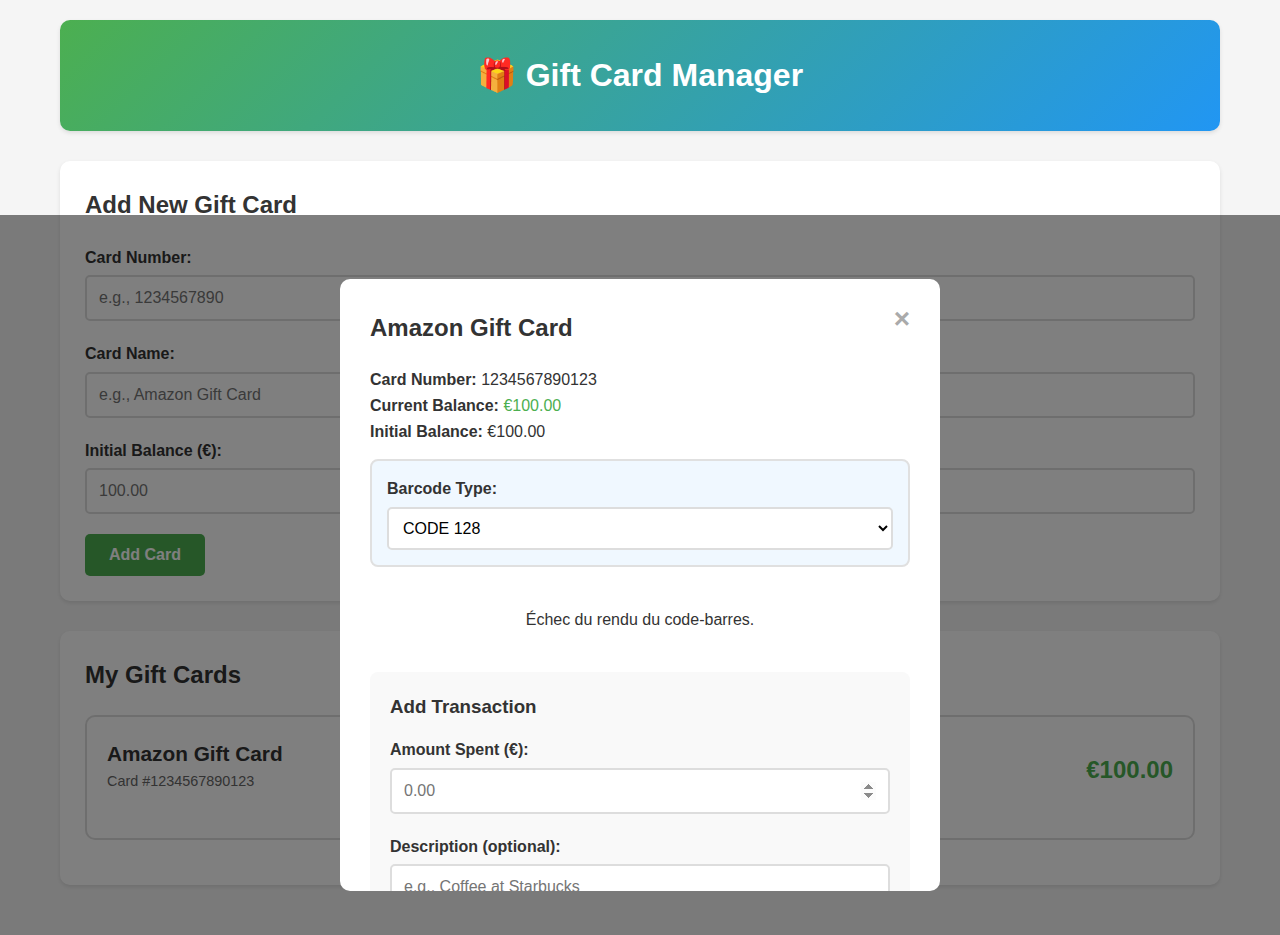 🎁 Gift Card Manager
Add New Gift Card
Card Number:
e.g., 1234567890
Card Name:
e.g., Amazon Gift Card
Initial Balance (€):
100.00
Add Card
My Gift Cards
Amazon Gift Card
Card #1234567890123
€100.00
Amazon Gift Card
×
Card Number: 1234567890123
Current Balance: €100.00
Initial Balance: €100.00
Barcode Type:
CODE 128
Échec du rendu du code-barres.
Add Transaction
Amount Spent (€):
0.00
Description (optional):
e.g., Coffee at Starbucks